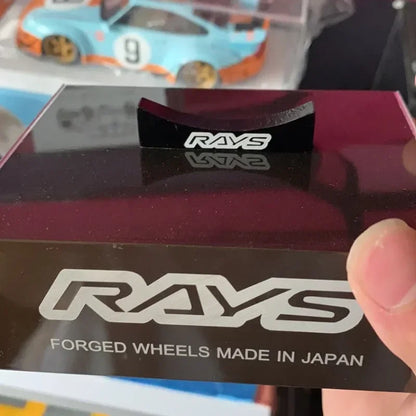 9
RAYS
RAYS
FORGED WHEELS MADE IN JAPAN